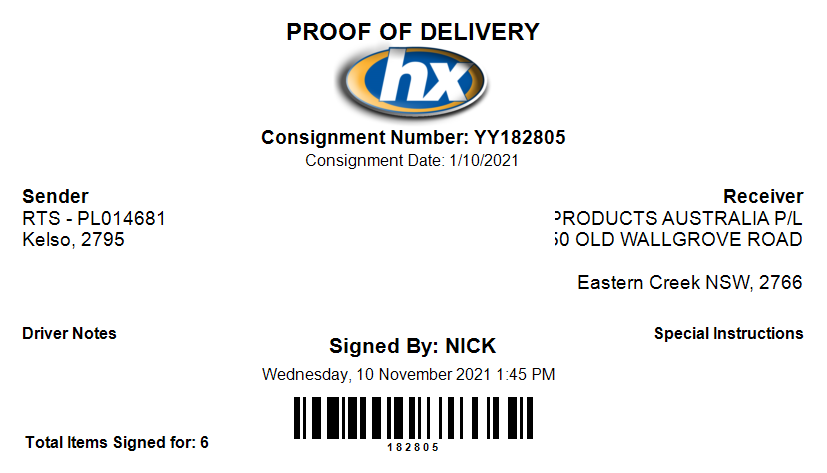 PROOF OF DELIVERY
hx
Consignment Number: YY182805
Consignment Date: 1/10/2021
Sender
RTS - PL014681
Kelso, 2795
Receiver
PRODUCTS AUSTRALIA P/L
50 OLD WALLGROVE ROAD
Eastern Creek NSW, 2766
Driver Notes
Special Instructions
Signed By: NICK
Wednesday, 10 November 2021 1:45 PM
182805
Total Items Signed for: 6